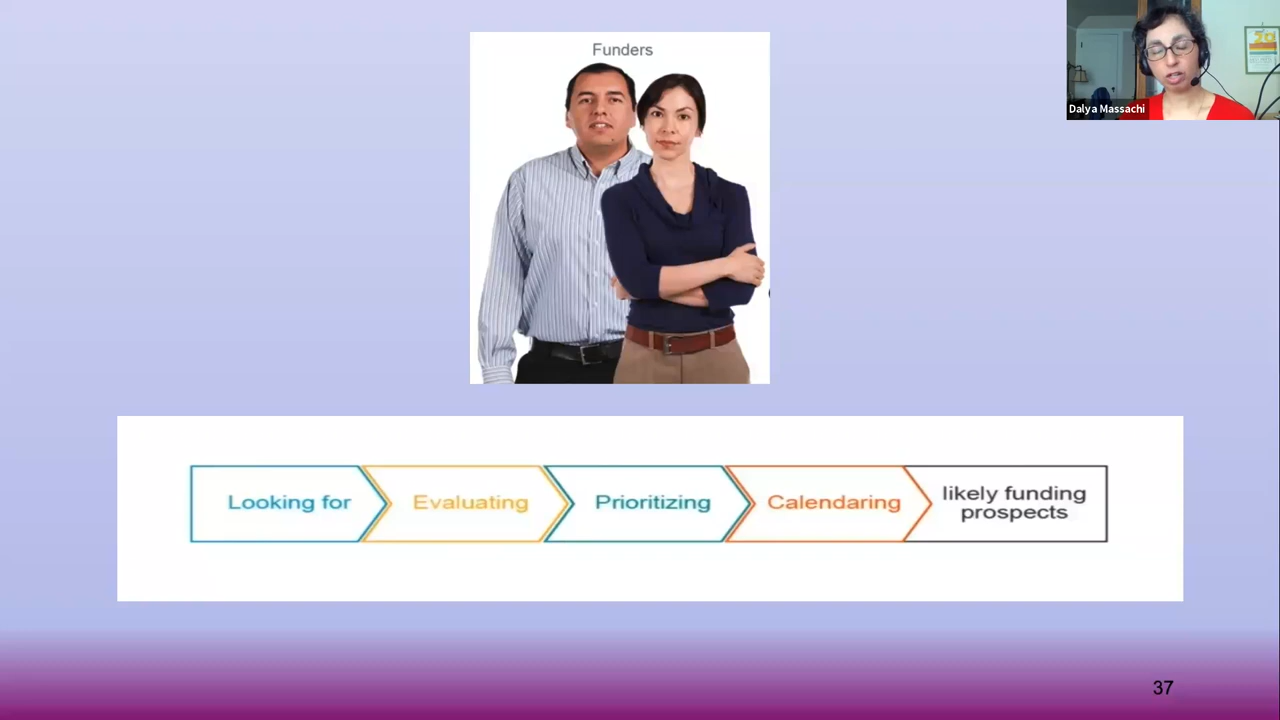 Funders
Dalya Massachi
Looking for
Evaluating
Prioritizing
Calendaring
likely funding
prospects
37